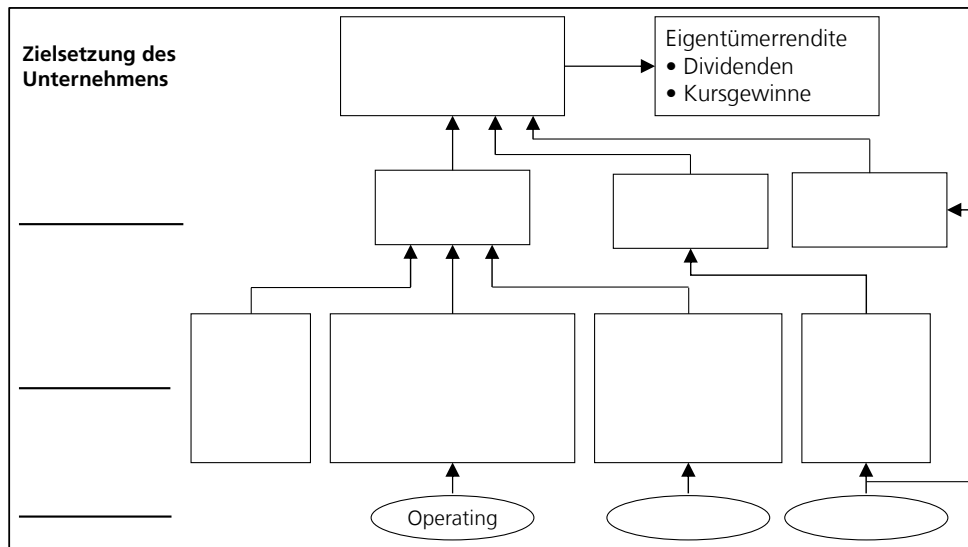 Zielsetzung des
Unternehmens
Eigentümerrendite
• Dividenden
• Kursgewinne
Operating